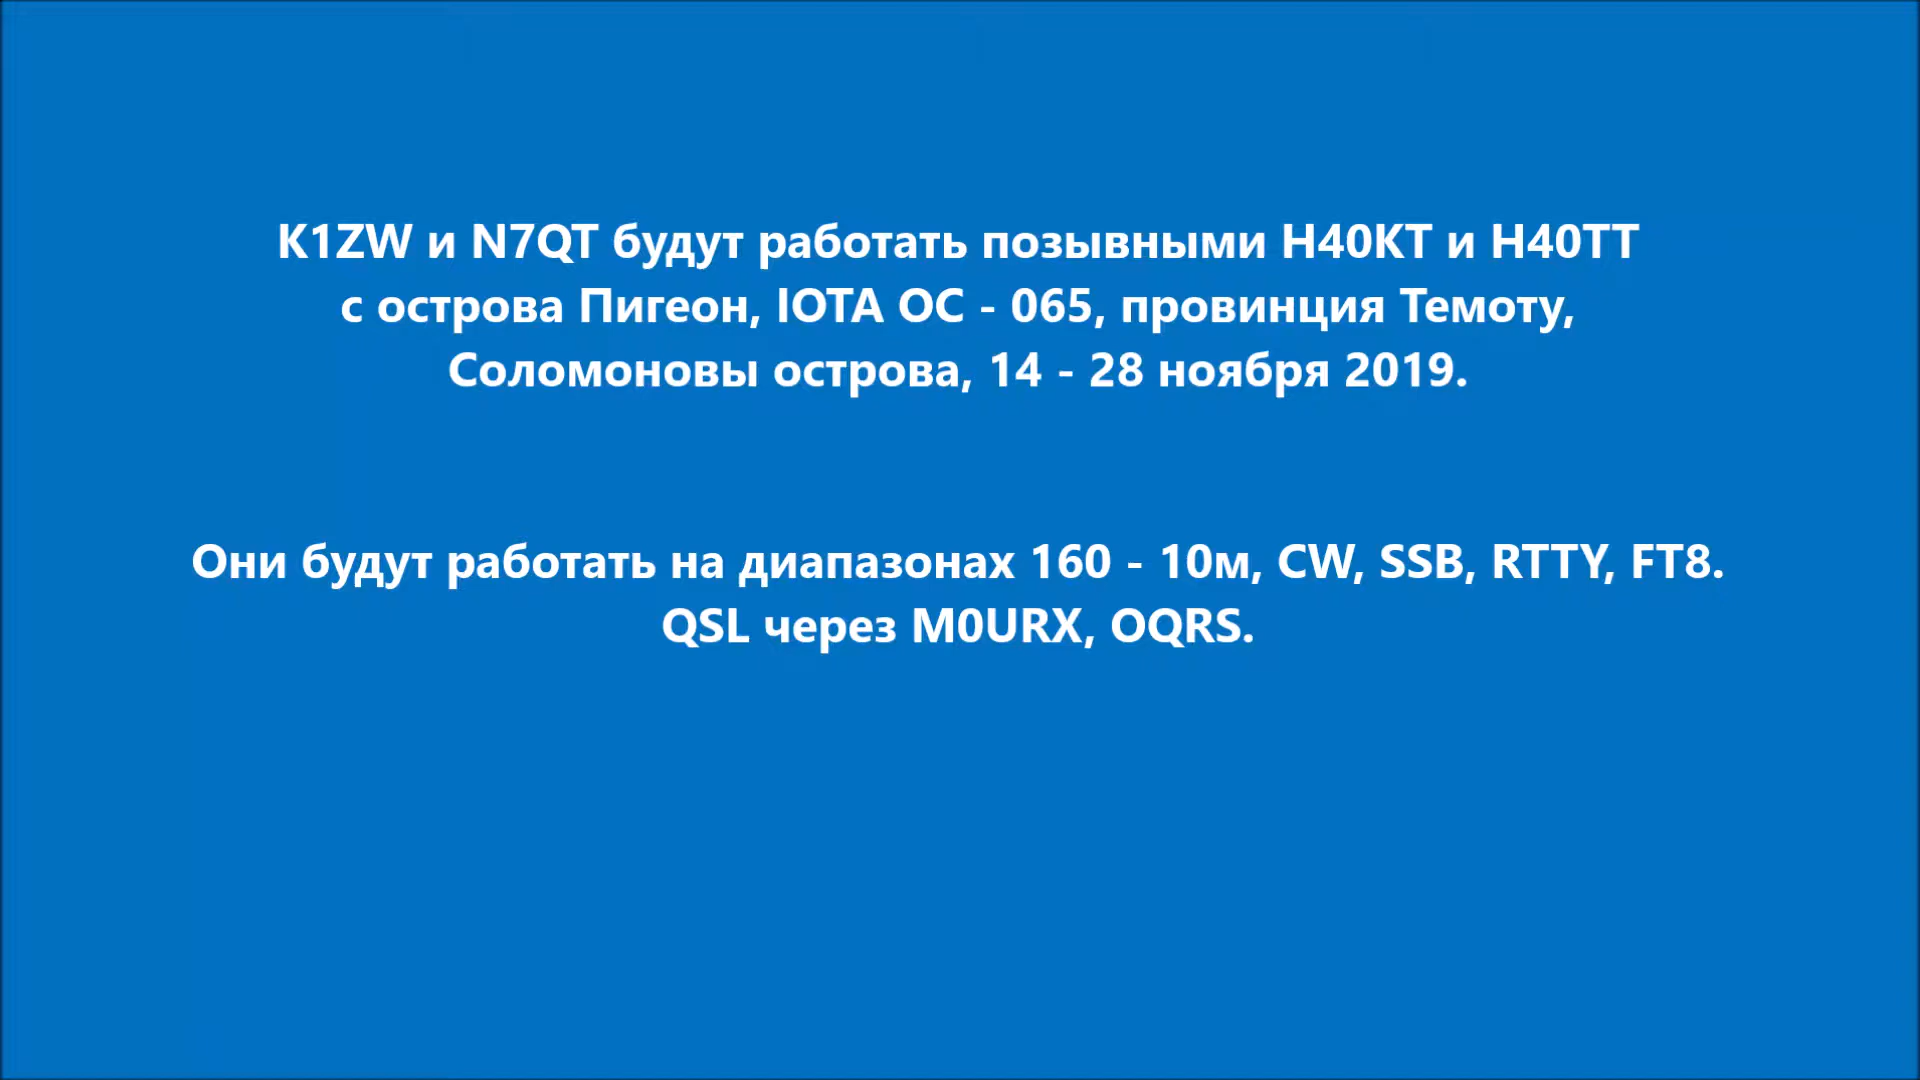 K1ZW и N7QT будут работать позывными H40KT и H40TT
с острова Пигеон, IOTA OC - 065, провинция Темоту,
Соломоновы острова, 14 - 28 ноября 2019.
Они будут работать на диапазонах 160 - 10м, CW, SSB, RTTY, FT8.
QSL через M0URX, OQRS.